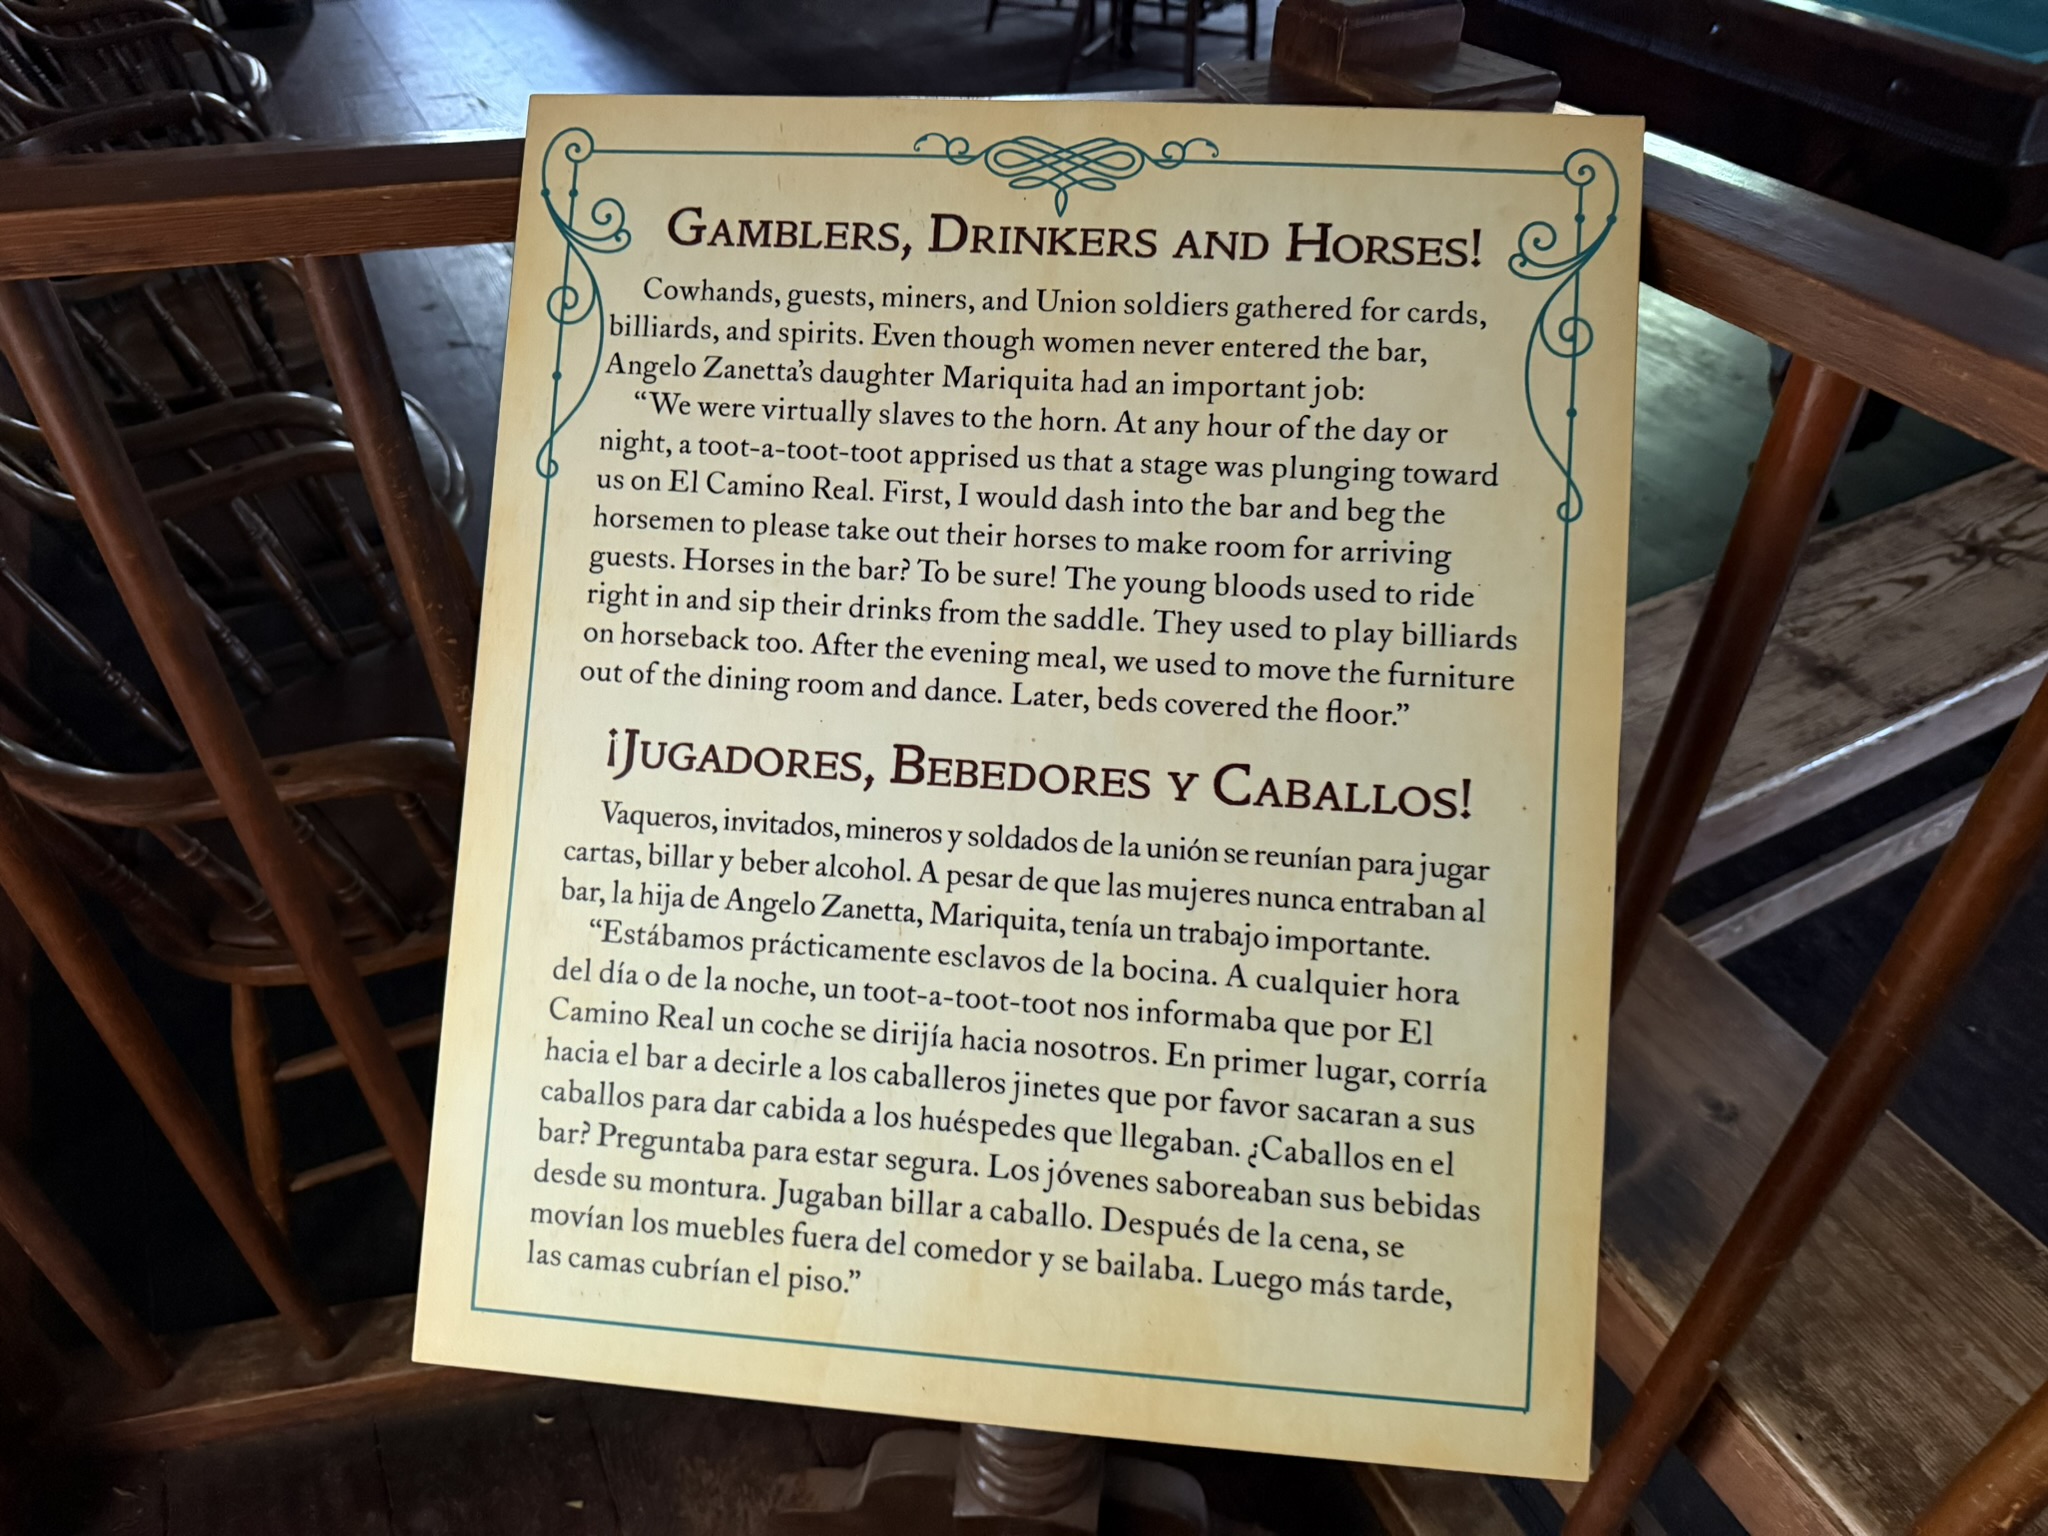 GAMBLERS, DRINKERS AND HORSES!
Cowhands, guests, miners, and Union soldiers gathered for cards,
billiards, and spirits. Even though women never entered the bar,
Angelo Zanetta's daughter Mariquita had an important job:
“We were virtually slaves to the horn. At any hour of the day or
night, a toot-a-toot-toot apprised us that a stage was plunging toward
us on El Camino Real. First, I would dash into the bar and beg the
horsemen to please take out their horses to make room for arriving
guests. Horses in the bar? To be sure! The young bloods used to ride
right in and sip their drinks from the saddle. They used to play billiards
on horseback too. After the evening meal, we used to move the furniture
out of the dining room and dance. Later, beds covered the floor.”
¡JUGADORES, BEBEDORES Y CABALLOS!
Vaqueros, invitados, mineros y soldados de la unión se reunían para jugar
cartas, billar y beber alcohol. A pesar de que las mujeres nunca entraban al
bar, la hija de Angelo Zanetta, Mariquita, tenía un trabajo importante.
“Estábamos prácticamente esclavos de la bocina. A cualquier hora
del día o de la noche, un toot-a-toot-toot nos informaba que por El
Camino Real un coche se dirijía hacia nosotros. En primer lugar, corría
hacia el bar a decirle a los caballeros jinetes que por favor sacaran a sus
caballos para dar cabida a los huéspedes que llegaban. ¿Caballos en el
bar? Preguntaba para estar segura. Los jóvenes saboreaban sus bebidas
desde su montura. Jugaban billar a caballo. Después de la cena, se
movían los muebles fuera del comedor y se bailaba. Luego más tarde,
las camas cubrían el piso.”